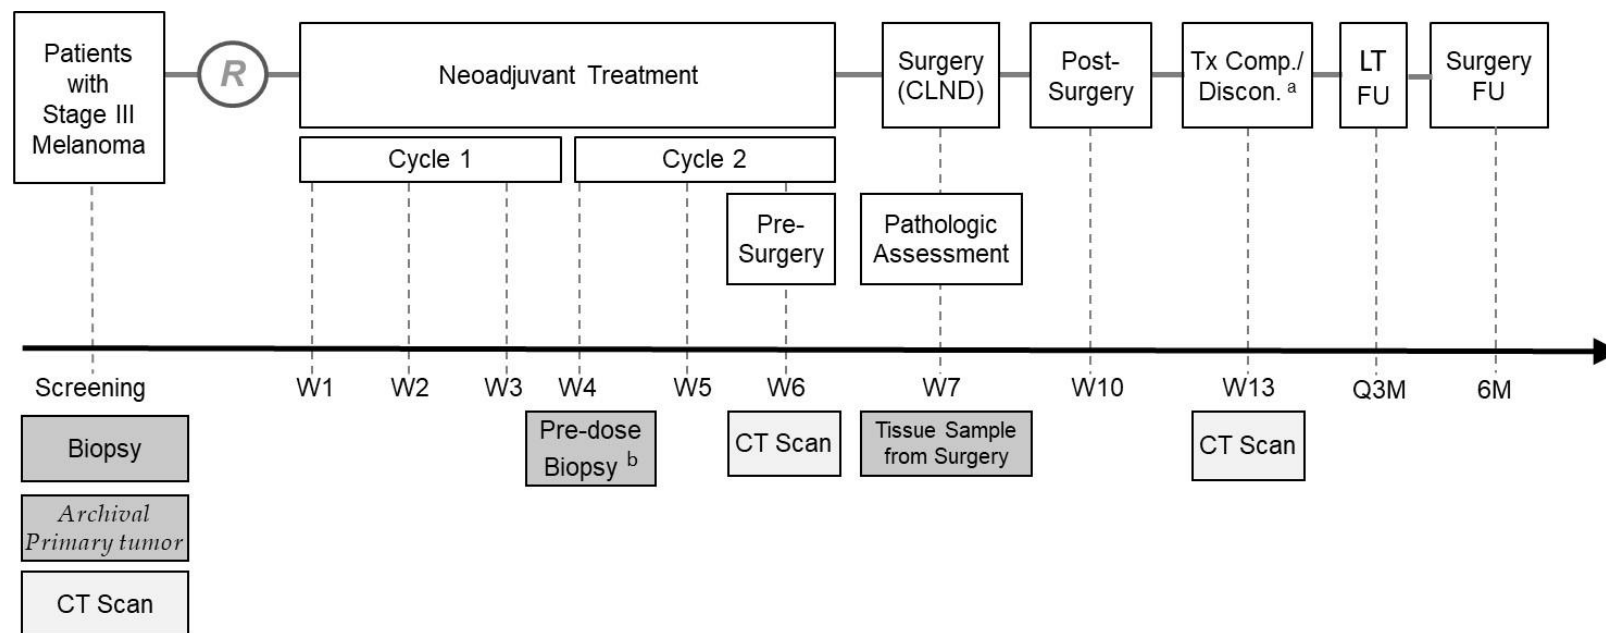 Patients
with
Stage III
Melanoma
R
Neoadjuvant Treatment
Surgery
(CLND)
Post-
Surgery
Tx Comp./
Discon. a
LT
FU
Surgery
FU
Cycle 1
Cycle 2
Pre-
Surgery
Pathologic
Assessment
Screening
W1
W2
W3
W4
W5
W6
W7
W10
W13
Q3M
6M
Biopsy
Pre-dose
Biopsy b
CT Scan
Tissue Sample
from Surgery
CT Scan
Archival
Primary tumor
CT Scan